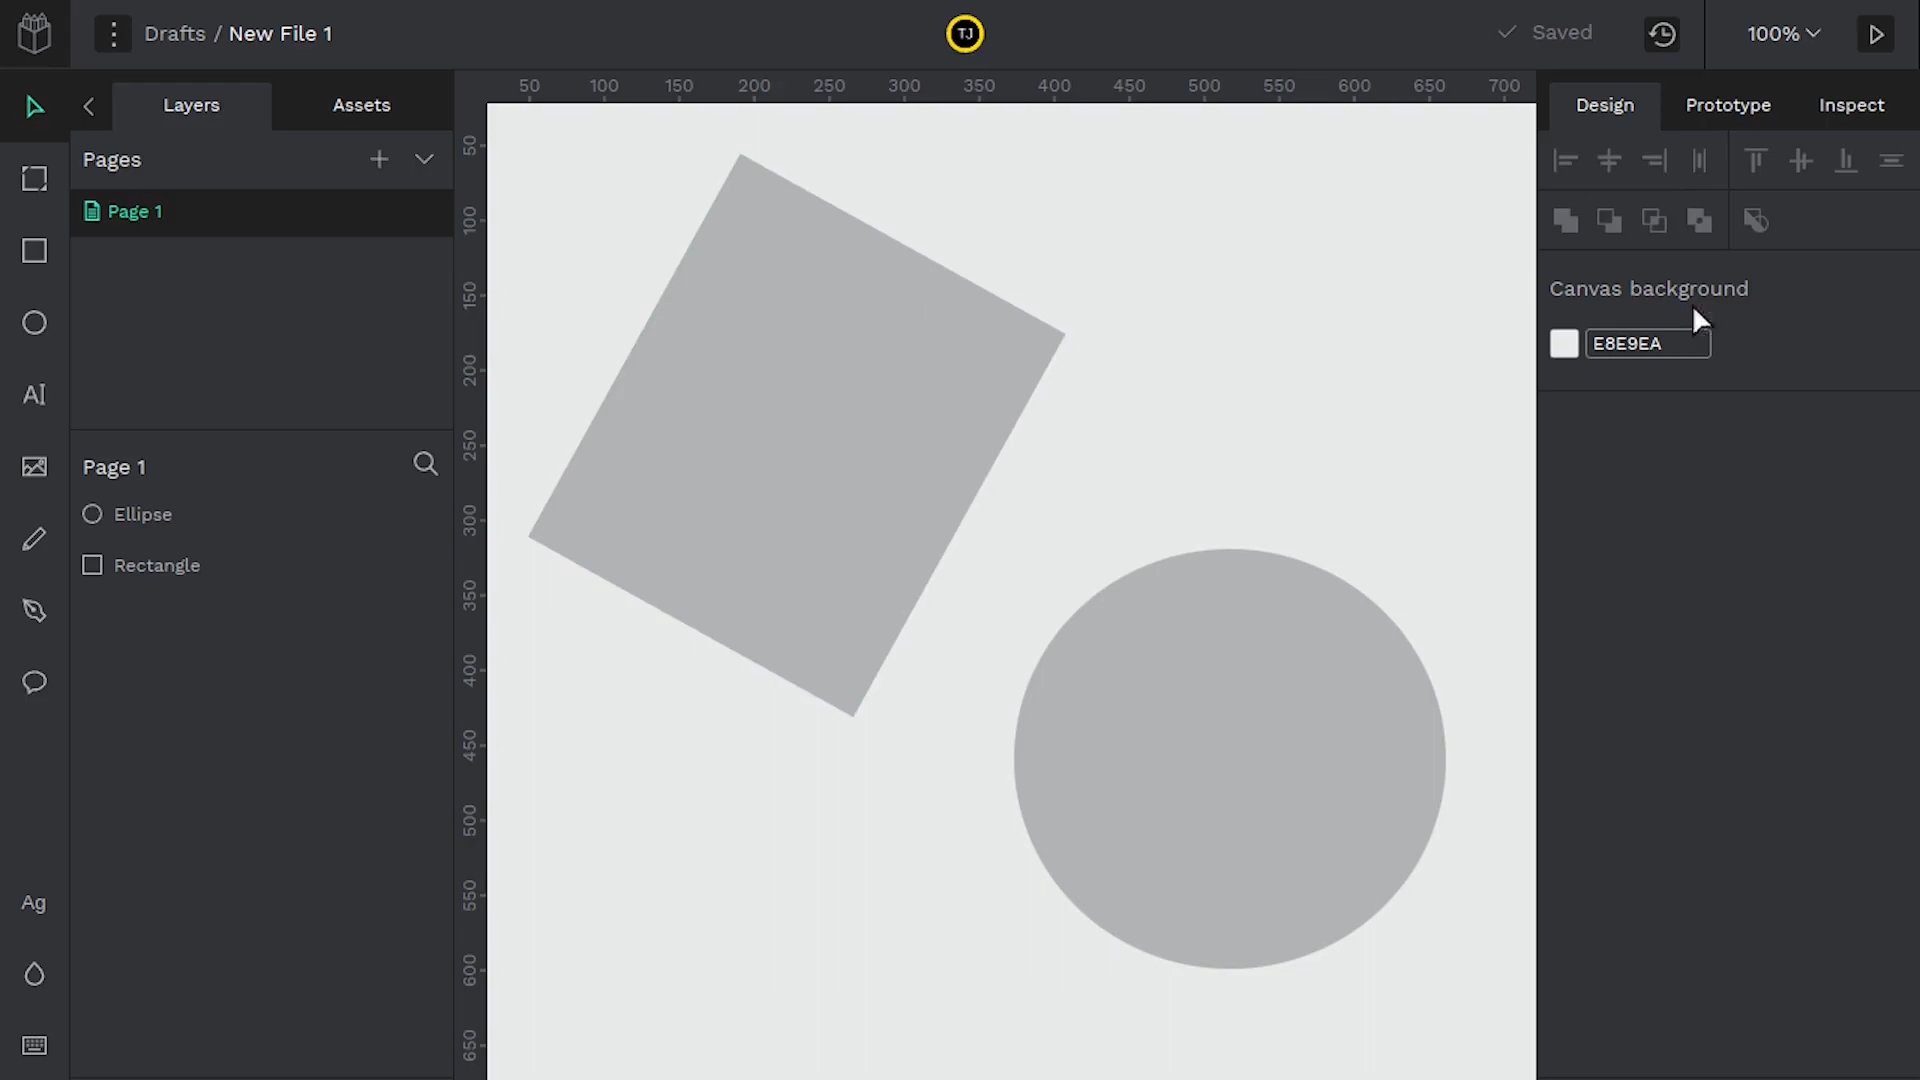 Drafts / New File 1
TJ
Saved
100%
Layers
Assets
50 100 150 200 250 300 350 400 450 500 550 600 650 700
Design
Prototype
Inspect
Pages
Page 1
50
100
150
200
250
300
350
400
450
500
550
600
650
Canvas background
E8E9EA
AI
Page 1
Ellipse
Rectangle
Ag